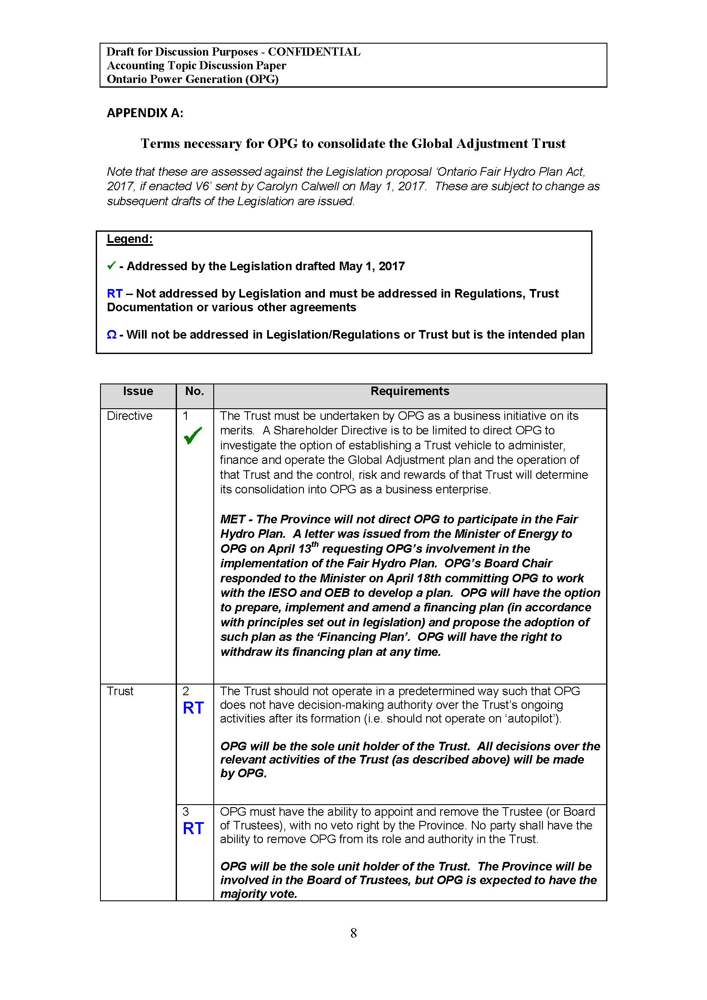 Draft for Discussion Purposes - CONFIDENTIAL
Accounting Topic Discussion Paper
Ontario Power Generation (OPG)
APPENDIX A:
Terms necessary for OPG to consolidate the Global Adjustment Trust
Note that these are assessed against the Legislation proposal ‘Ontario Fair Hydro Plan Act,
2017, if enacted V6’ sent by Carolyn Calwell on May 1, 2017.  These are subject to change as
subsequent drafts of the Legislation are issued.
Legend:
✓ - Addressed by the Legislation drafted May 1, 2017
RT – Not addressed by Legislation and must be addressed in Regulations, Trust
Documentation or various other agreements
Ω - Will not be addressed in Legislation/Regulations or Trust but is the intended plan
Issue No. Requirements
Directive 1 The Trust must be undertaken by OPG as a business initiative on its
✓ merits.  A Shareholder Directive is to be limited to direct OPG to
investigate the option of establishing a Trust vehicle to administer,
finance and operate the Global Adjustment plan and the operation of
that Trust and the control, risk and rewards of that Trust will determine
its consolidation into OPG as a business enterprise.
MET - The Province will not direct OPG to participate in the Fair
Hydro Plan.  A letter was issued from the Minister of Energy to
OPG on April 13th requesting OPG’s involvement in the
implementation of the Fair Hydro Plan.  OPG’s Board Chair
responded to the Minister on April 18th committing OPG to work
with the IESO and OEB to develop a plan.  OPG will have the option
to prepare, implement and amend a financing plan (in accordance
with principles set out in legislation) and propose the adoption of
such plan as the ‘Financing Plan’.  OPG will have the right to
withdraw its financing plan at any time.
Trust 2 The Trust should not operate in a predetermined way such that OPG
RT does not have decision-making authority over the Trust’s ongoing
activities after its formation (i.e. should not operate on ‘autopilot’).
OPG will be the sole unit holder of the Trust.  All decisions over the
relevant activities of the Trust (as described above) will be made
by OPG.
3 OPG must have the ability to appoint and remove the Trustee (or Board
RT of Trustees), with no veto right by the Province. No party shall have the
ability to remove OPG from its role and authority in the Trust.
OPG will be the sole unit holder of the Trust.  The Province will be
involved in the Board of Trustees, but OPG is expected to have the
majority vote.
8